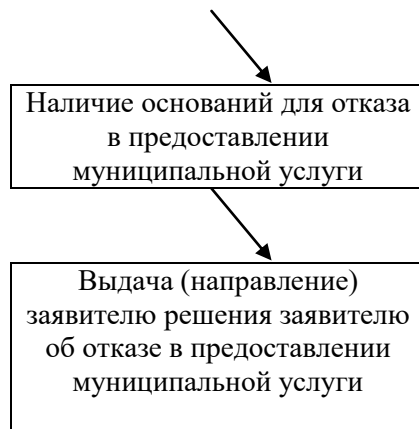 Наличие оснований для отказа
в предоставлении
муниципальной услуги
Выдача (направление)
заявителю решения заявителю
об отказе в предоставлении
муниципальной услуги